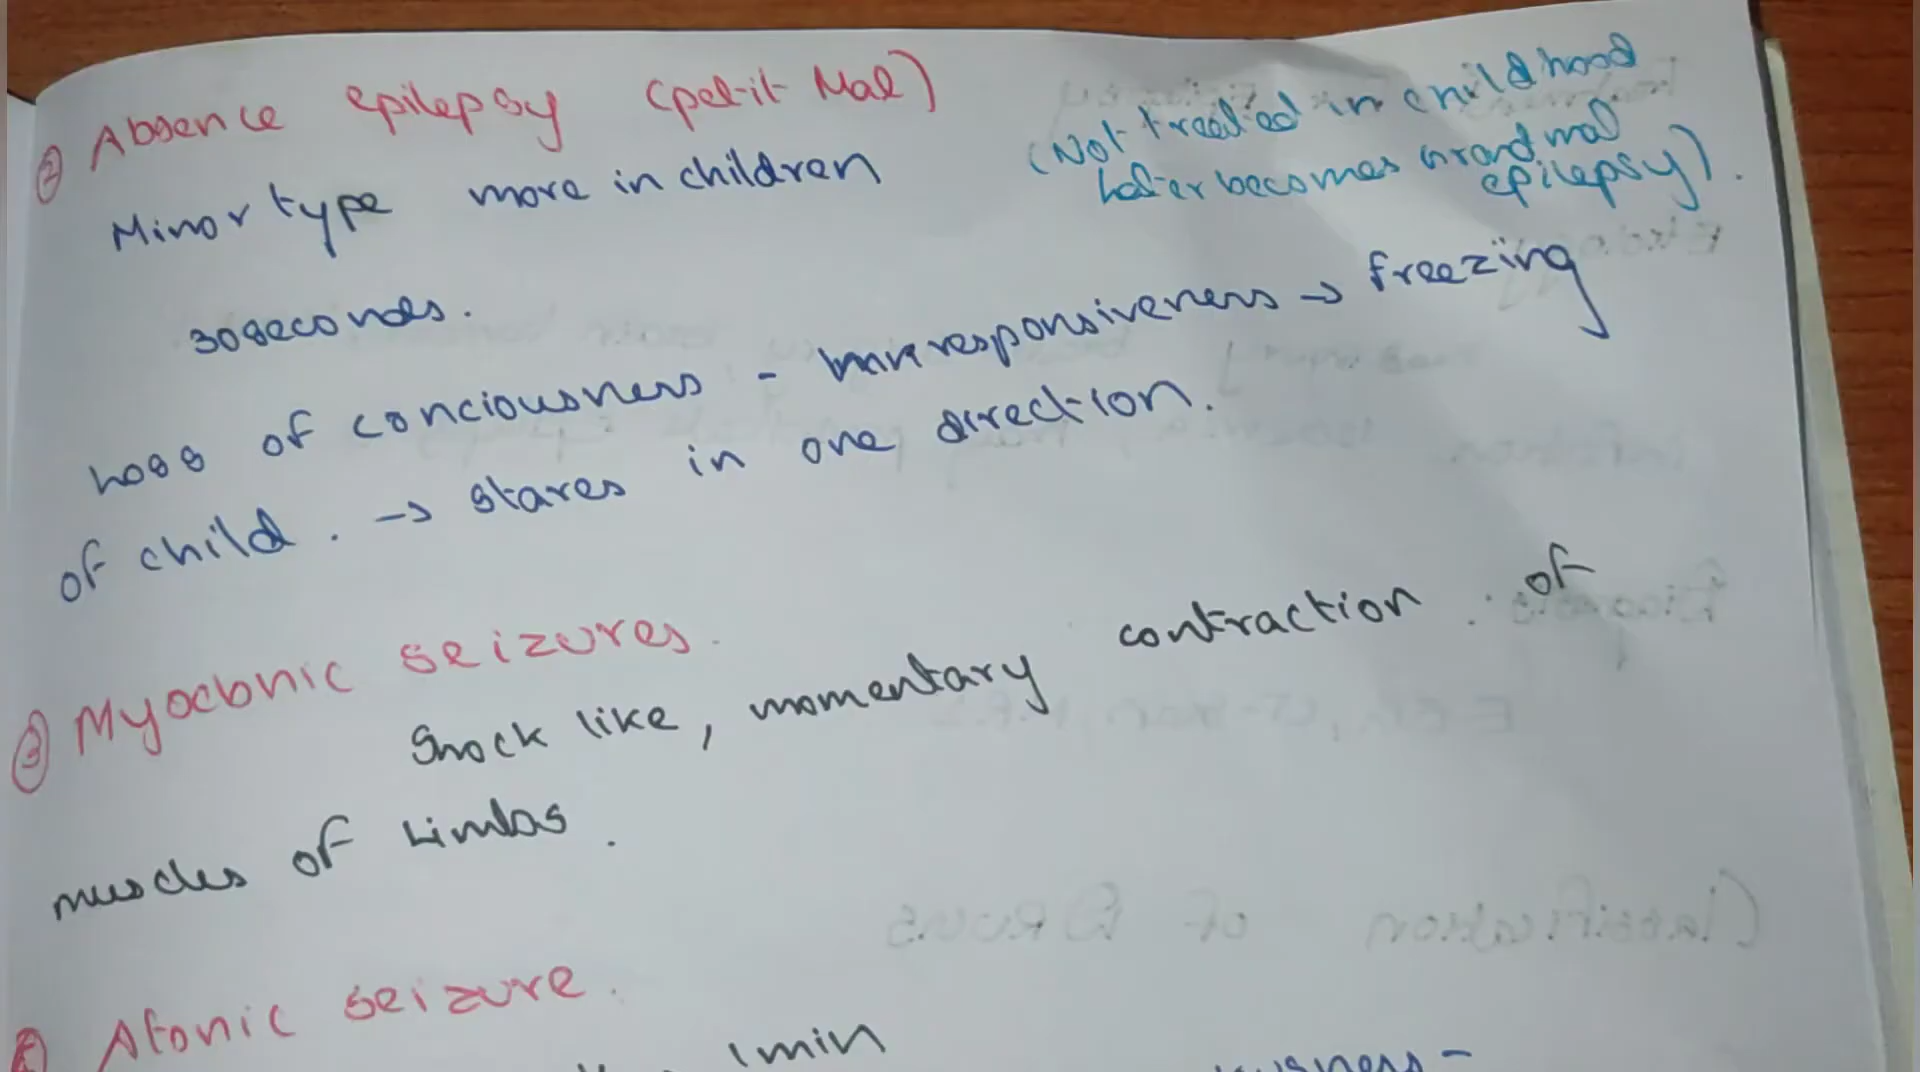 ② Absence epilepsy (petit Mal)
(Not treated in childhood
later becomes Grand mal
epilepsy).
Minor type more in children
30 seconds.
Loss of conciousness - unresponsiveness → freezing
of child. → stares in one direction.
③ Myoclonic seizures.
Shock like, momentary contraction of
muscles of Limbs.
Atonic seizure.
1min